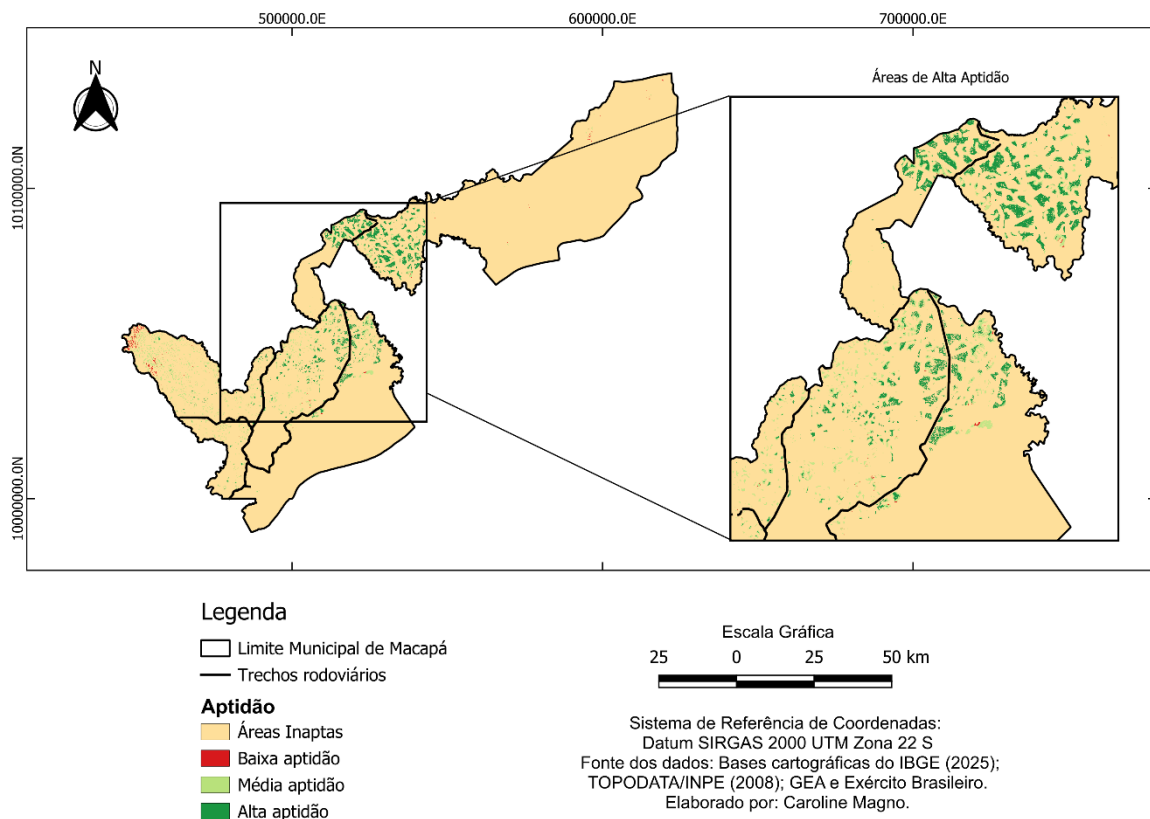 500000.0E
600000.0E
700000.0E
Áreas de Alta Aptidão
N
10100000.0N
10000000.0N
Legenda
Limite Municipal de Macapá
Trechos rodoviários
Aptidão
Áreas Inaptas
Baixa aptidão
Média aptidão
Alta aptidão
Escala Gráfica
25 0 25 50 km
Sistema de Referência de Coordenadas:
Datum SIRGAS 2000 UTM Zona 22 S
Fonte dos dados: Bases cartográficas do IBGE (2025);
TOPODATA/INPE (2008); GEA e Exército Brasileiro.
Elaborado por: Caroline Magno.